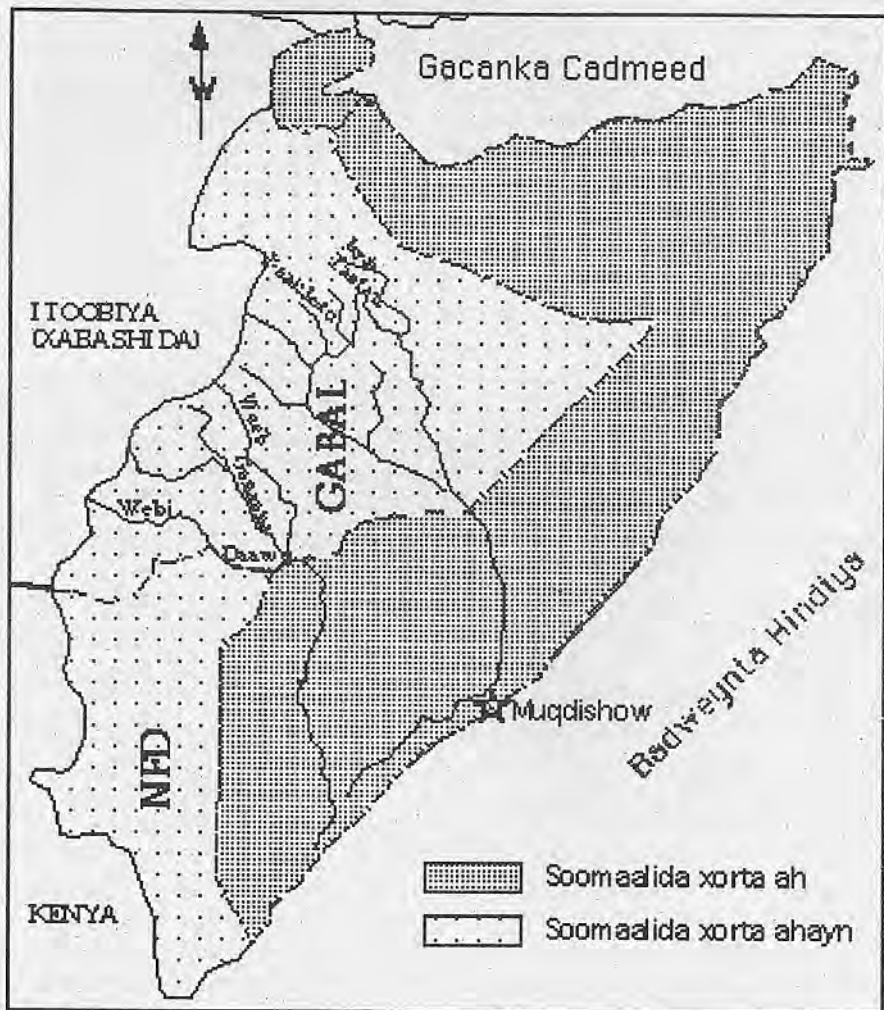 W
Gacanka Cadmeed
ITOOBIYA
(XABASHIDA)
GABAL
Webi
Daawo
NFD
Muqdishow
Badweynta Hindiya
KENYA
Soomaalida xorta ah
Soomaalida xorta ahayn